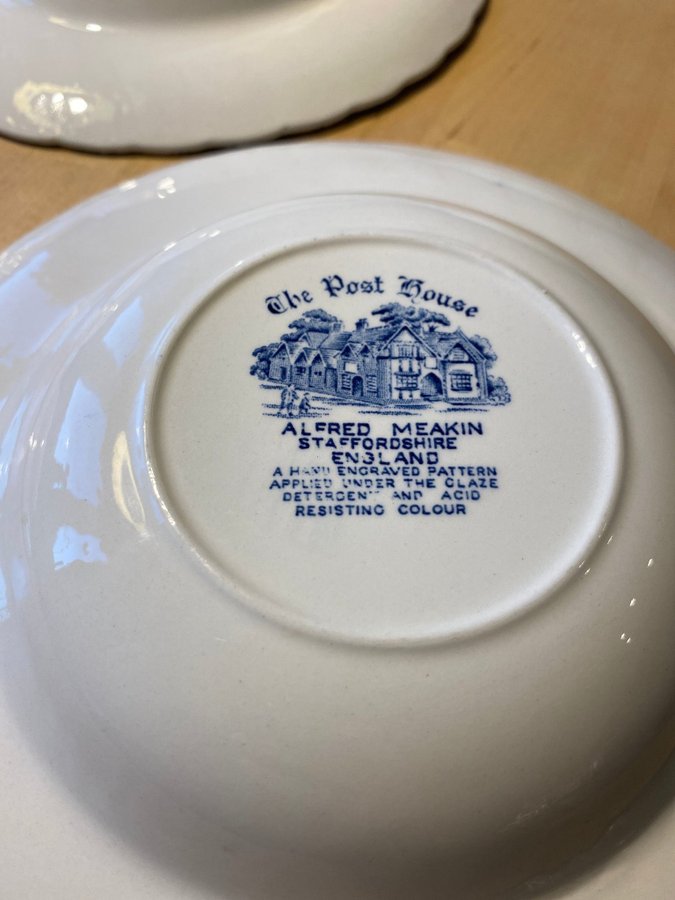 The Post House
ALFRED MEAKIN
STAFFORDSHIRE
ENGLAND
A HAND ENGRAVED PATTERN
APPLIED UNDER THE GLAZE
DETERGENT AND ACID
RESISTING COLOUR